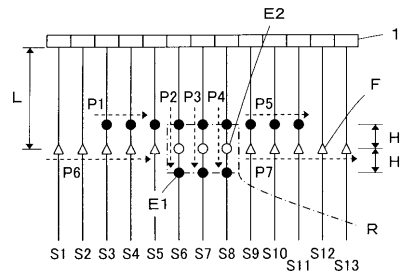 E2
1
L
P1
P2
P3
P4
P5
F
H
H
P6
P7
E1
R
S1 S2 S3 S4 S5 S6 S7 S8 S9 S10 S11 S12 S13